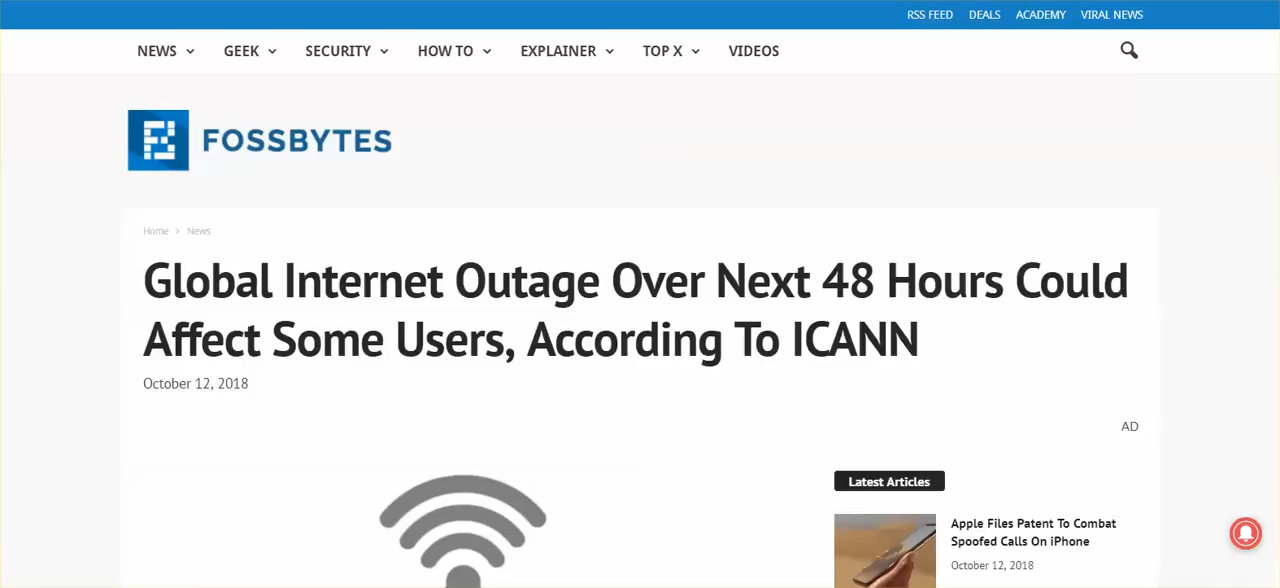 RSS FEED DEALS ACADEMY VIRAL NEWS
NEWS GEEK SECURITY HOW TO EXPLAINER TOP X VIDEOS
FOSSBYTES
Home > News
Global Internet Outage Over Next 48 Hours Could
Affect Some Users, According To ICANN
October 12, 2018
AD
Latest Articles
Apple Files Patent To Combat
Spoofed Calls On iPhone
October 12, 2018